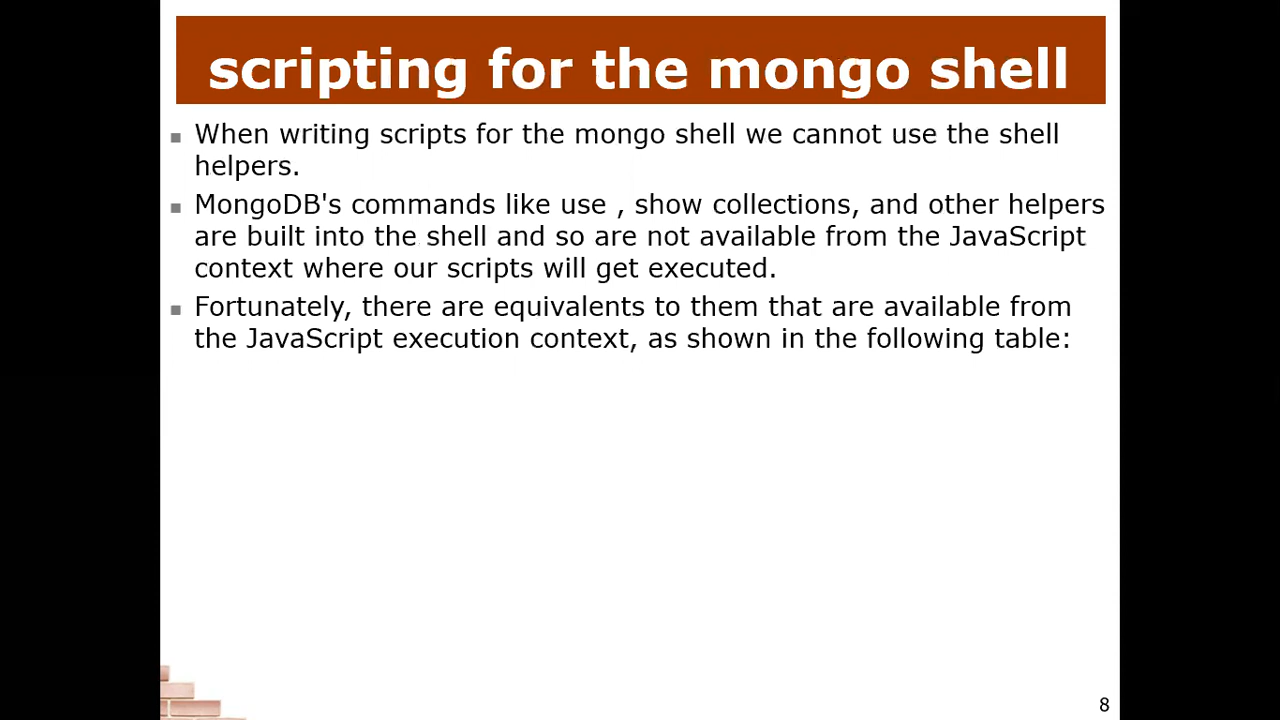 scripting for the mongo shell
When writing scripts for the mongo shell we cannot use the shell
helpers.
MongoDB's commands like use , show collections, and other helpers
are built into the shell and so are not available from the JavaScript
context where our scripts will get executed.
Fortunately, there are equivalents to them that are available from
the JavaScript execution context, as shown in the following table:
8